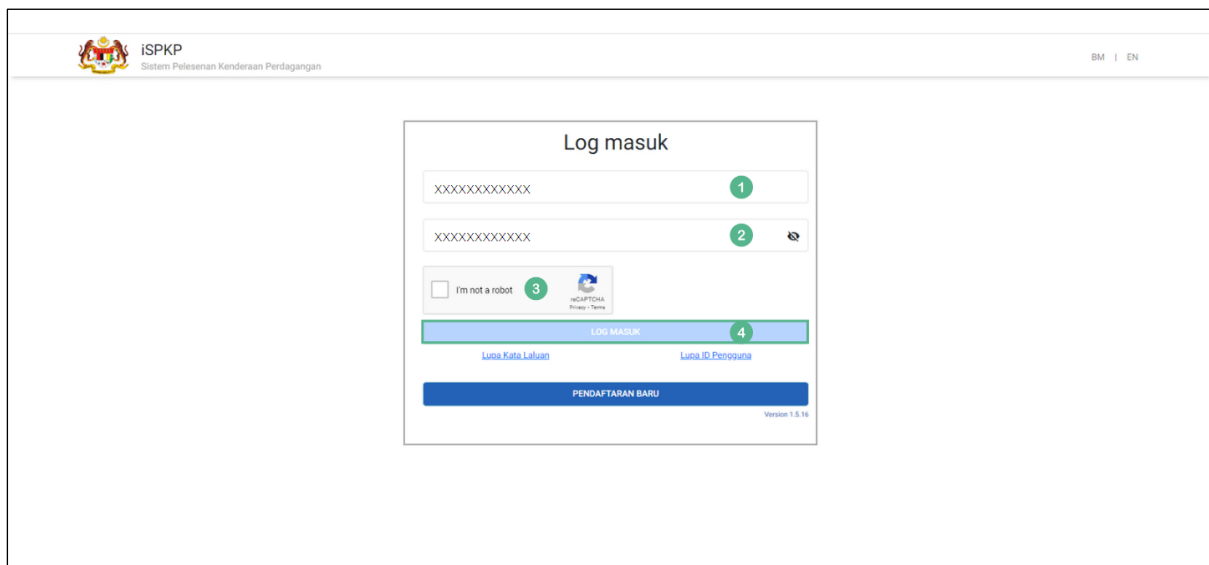 iSPKP
Sistem Pelesenan Kenderaan Perdagangan
BM | EN
Log masuk
XXXXXXXXXXXX 1
XXXXXXXXXXXX 2
I'm not a robot 3
reCAPTCHA
Privacy - Terms
LOG MASUK 4
Lupa Kata Laluan Lupa ID Pengguna
PENDAFTARAN BARU
Version 1.5.16